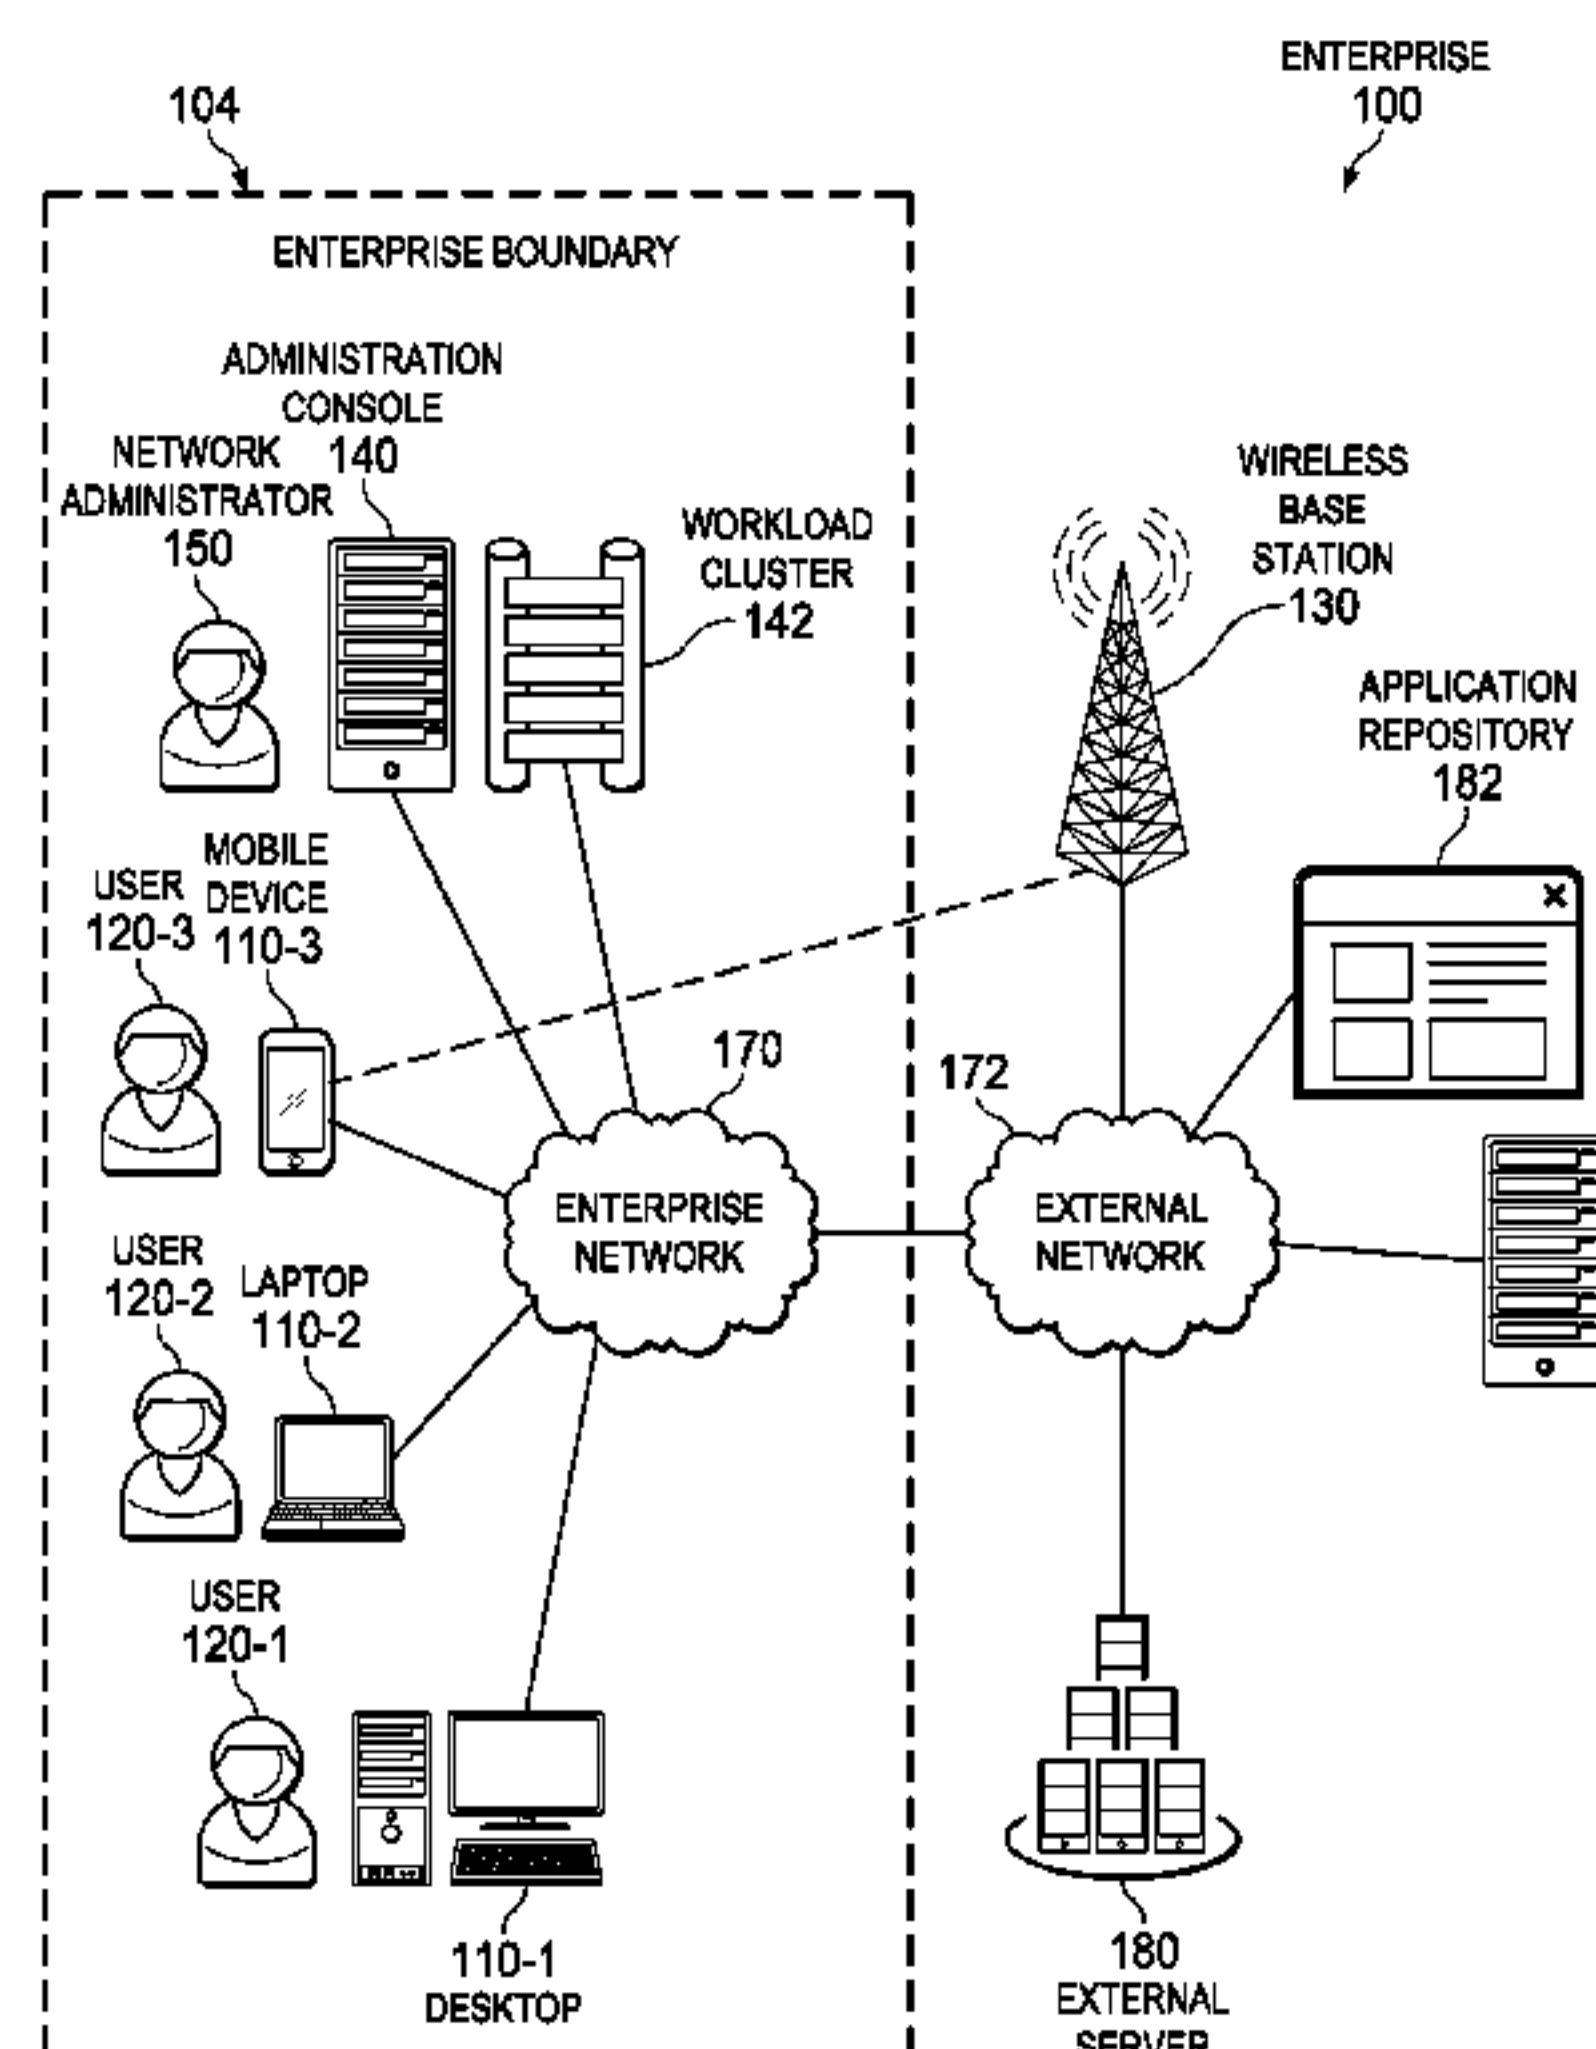 ENTERPRISE
100
104
ENTERPRISE BOUNDARY
ADMINISTRATION
CONSOLE
140
NETWORK
ADMINISTRATOR
150
WORKLOAD
CLUSTER
142
WIRELESS
BASE
STATION
130
APPLICATION
REPOSITORY
182
MOBILE
DEVICE
110-3
USER
120-3
170
172
ENTERPRISE
NETWORK
EXTERNAL
NETWORK
USER
120-2
LAPTOP
110-2
USER
120-1
110-1
DESKTOP
180
EXTERNAL
SERVER